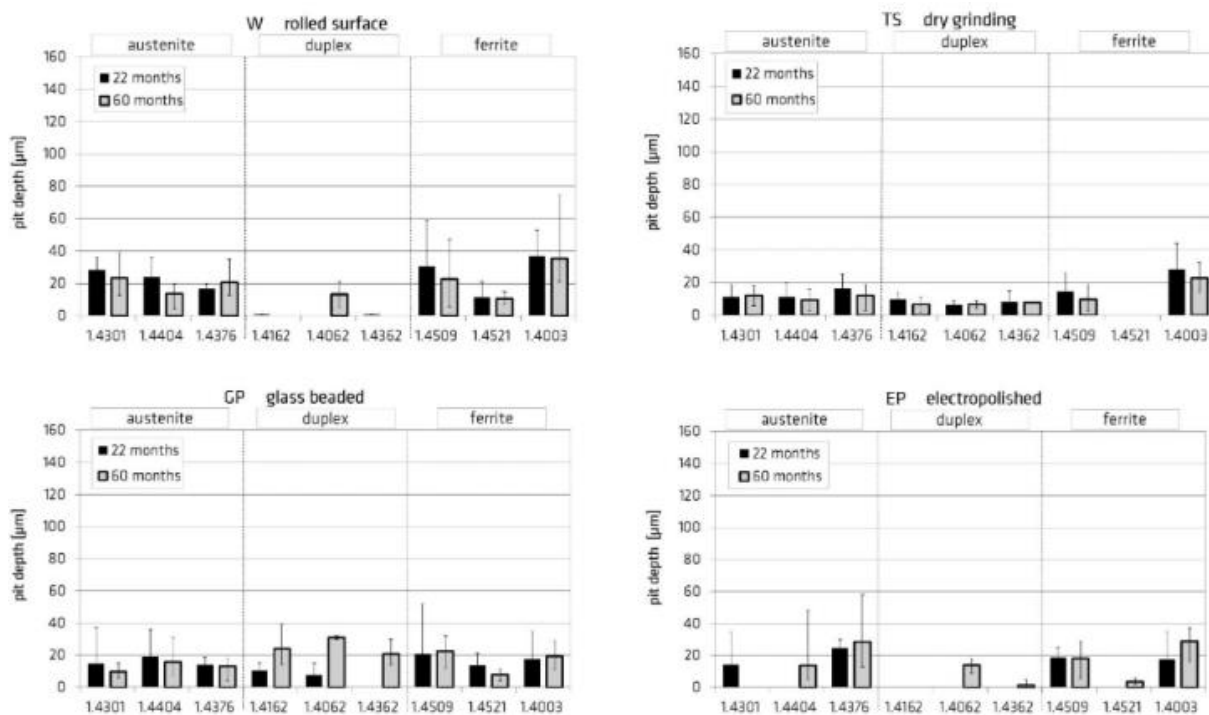 W rolled surface
austenite duplex ferrite
160
140
120
100
80
60
40
20
0
pit depth [µm]
22 months
60 months
1.4301 1.4404 1.4376 1.4162 1.4062 1.4362 1.4509 1.4521 1.4003
TS dry grinding
austenite duplex ferrite
160
140
120
100
80
60
40
20
0
pit depth [µm]
22 months
60 months
1.4301 1.4404 1.4376 1.4162 1.4062 1.4362 1.4509 1.4521 1.4003
GP glass beaded
austenite duplex ferrite
160
140
120
100
80
60
40
20
0
pit depth [µm]
22 months
60 months
1.4301 1.4404 1.4376 1.4162 1.4062 1.4362 1.4509 1.4521 1.4003
EP electropolished
austenite duplex ferrite
160
140
120
100
80
60
40
20
0
pit depth [µm]
22 months
60 months
1.4301 1.4404 1.4376 1.4162 1.4062 1.4362 1.4509 1.4521 1.4003